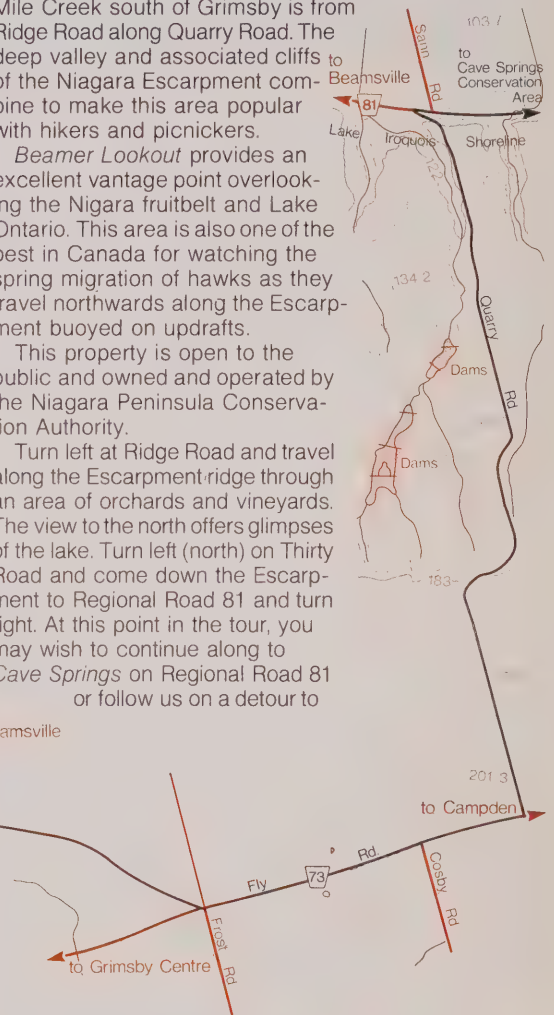 Mile Creek south of Grimsby is from
Ridge Road along Quarry Road. The
deep valley and associated cliffs
of the Niagara Escarpment com-
bine to make this area popular
with hikers and picnickers.
Beamer Lookout provides an
excellent vantage point overlook-
ing the Nigara fruitbelt and Lake
Ontario. This area is also one of the
best in Canada for watching the
spring migration of hawks as they
travel northwards along the Escarp-
ment buoyed on updrafts.
This property is open to the
public and owned and operated by
the Niagara Peninsula Conserva-
tion Authority.
Turn left at Ridge Road and travel
along the Escarpment ridge through
an area of orchards and vineyards.
The view to the north offers glimpses
of the lake. Turn left (north) on Thirty
Road and come down the Escarp-
ment to Regional Road 81 and turn
right. At this point in the tour, you
may wish to continue along to
Cave Springs on Regional Road 81
or follow us on a detour to
amsville
Sann Rd
103 7
to
Cave Springs
Conservation
Area
to
Beamsville
81
Lake Iroquois Shoreline
122
134 2
Quarry Rd
Dams
Dams
183
201 3
to Campden
Fly 73 Rd.
Cosby Rd
Frost Rd
to Grimsby Centre